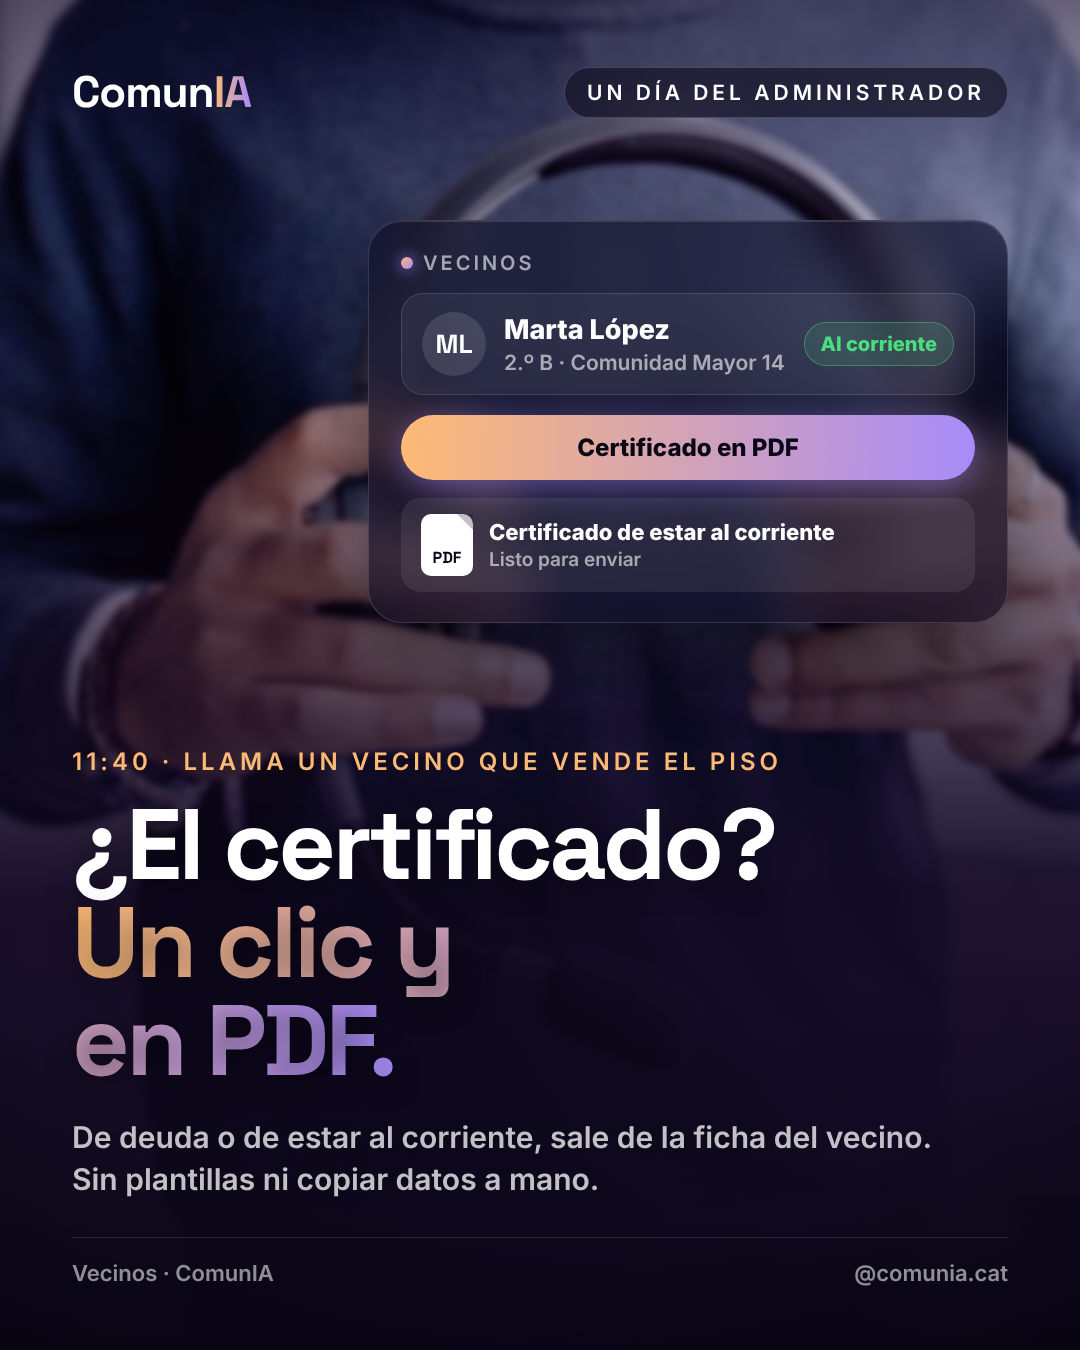 ComunIA
UN DÍA DEL ADMINISTRADOR
VECINOS
ML
Marta López
2.º B · Comunidad Mayor 14
Al corriente
Certificado en PDF
PDF
Certificado de estar al corriente
Listo para enviar
11:40 · LLAMA UN VECINO QUE VENDE EL PISO
¿El certificado?
Un clic y
en PDF.
De deuda o de estar al corriente, sale de la ficha del vecino.
Sin plantillas ni copiar datos a mano.
Vecinos · ComunIA
@comunia.cat